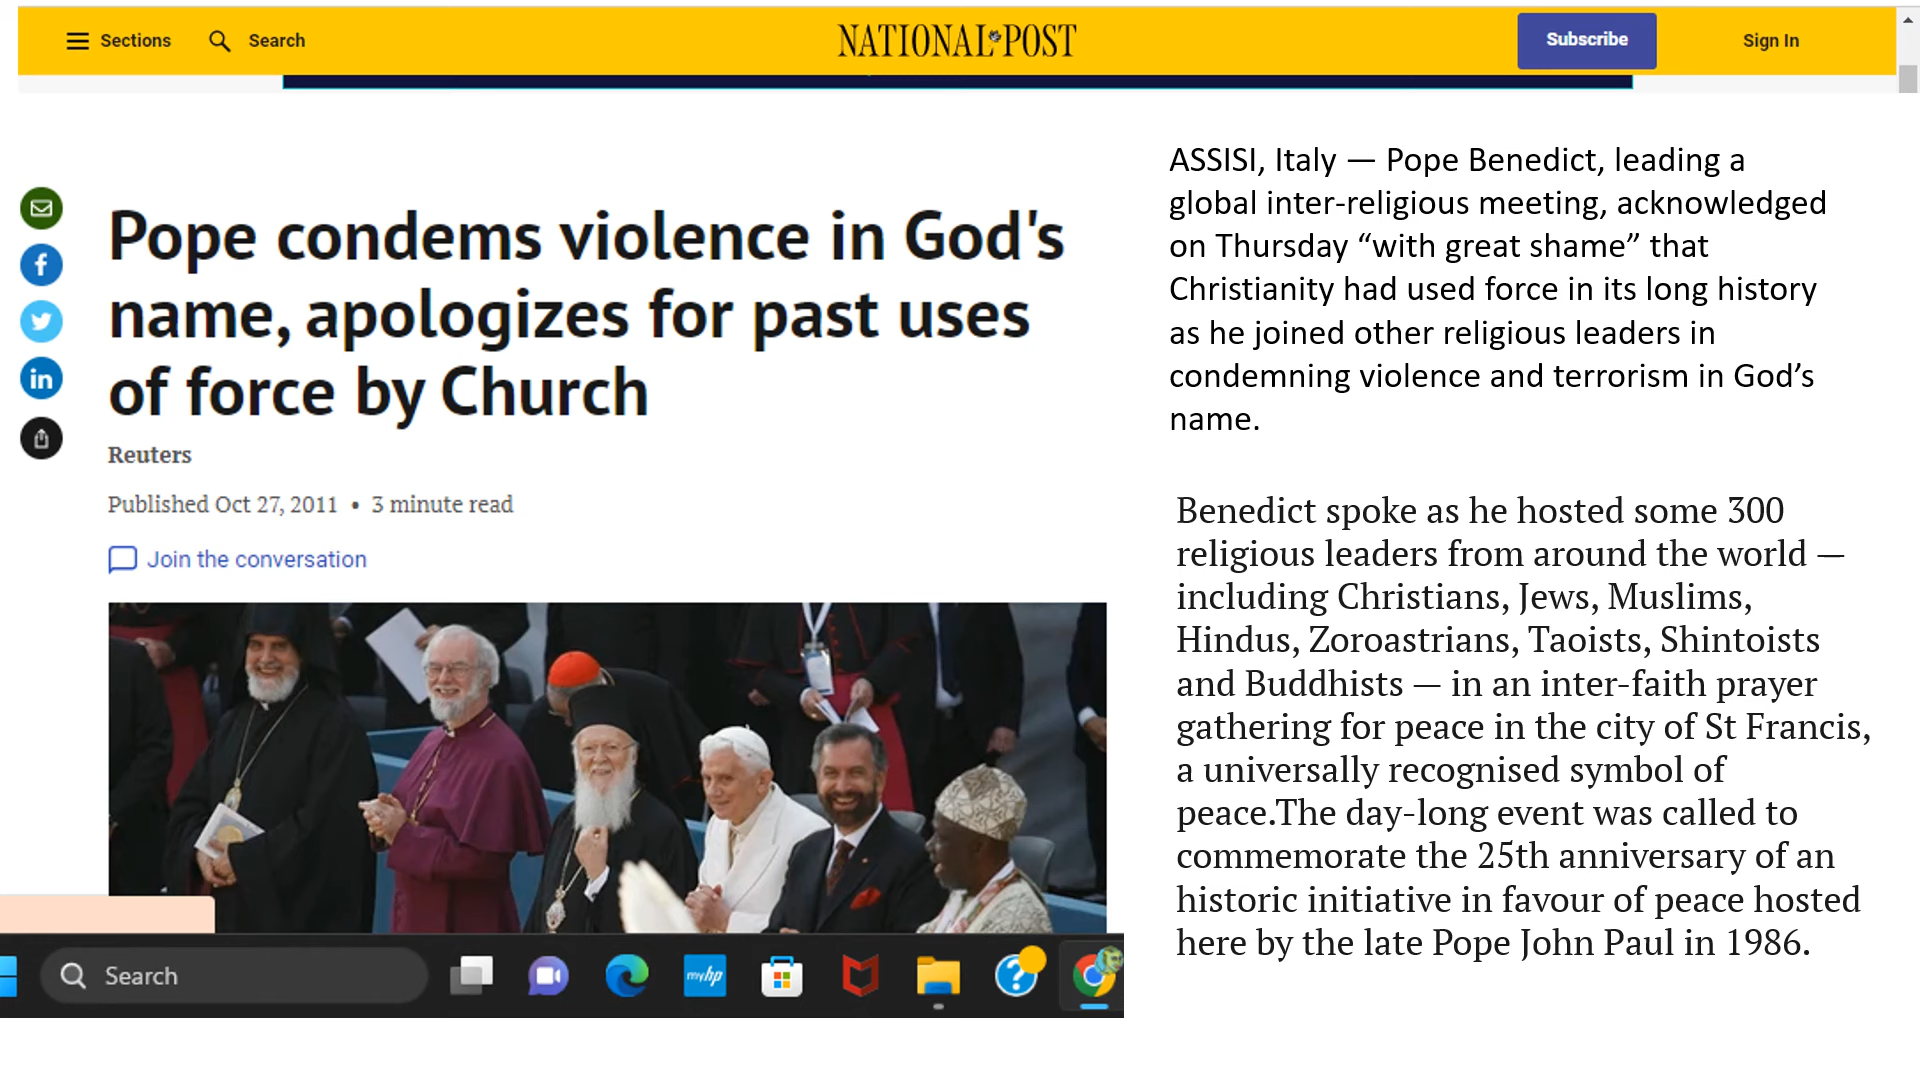 Sections
Search
NATIONAL POST
Subscribe
Sign In
Pope condems violence in God's
name, apologizes for past uses
of force by Church
Reuters
Published Oct 27, 2011 • 3 minute read
Join the conversation
ASSISI, Italy — Pope Benedict, leading a
global inter-religious meeting, acknowledged
on Thursday “with great shame” that
Christianity had used force in its long history
as he joined other religious leaders in
condemning violence and terrorism in God’s
name.
Benedict spoke as he hosted some 300
religious leaders from around the world —
including Christians, Jews, Muslims,
Hindus, Zoroastrians, Taoists, Shintoists
and Buddhists — in an inter-faith prayer
gathering for peace in the city of St Francis,
a universally recognised symbol of
peace.The day-long event was called to
commemorate the 25th anniversary of an
historic initiative in favour of peace hosted
here by the late Pope John Paul in 1986.
Search
myhp